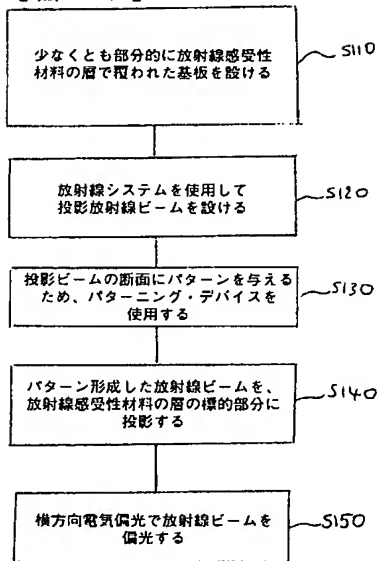 少なくとも部分的に放射線感受性
材料の層で覆われた基板を設ける
S110
放射線システムを使用して
投影放射線ビームを設ける
S120
投影ビームの断面にパターンを与える
ため、パターニング・デバイスを
使用する
S130
パターン形成した放射線ビームを、
放射線感受性材料の層の標的部分に
投影する
S140
横方向電気偏光で放射線ビームを
偏光する
S150